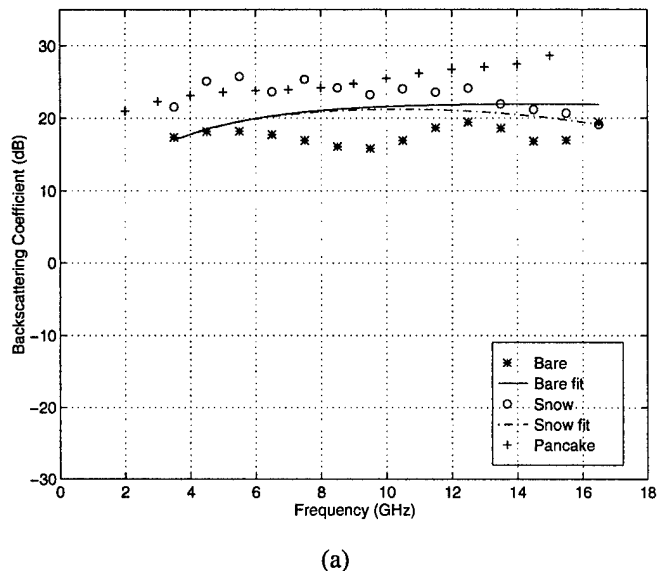 30
20
10
0
−10
−20
−30
Backscattering Coefficient (dB)
Bare
Bare fit
Snow
Snow fit
Pancake
0 2 4 6 8 10 12 14 16 18
Frequency (GHz)
(a)